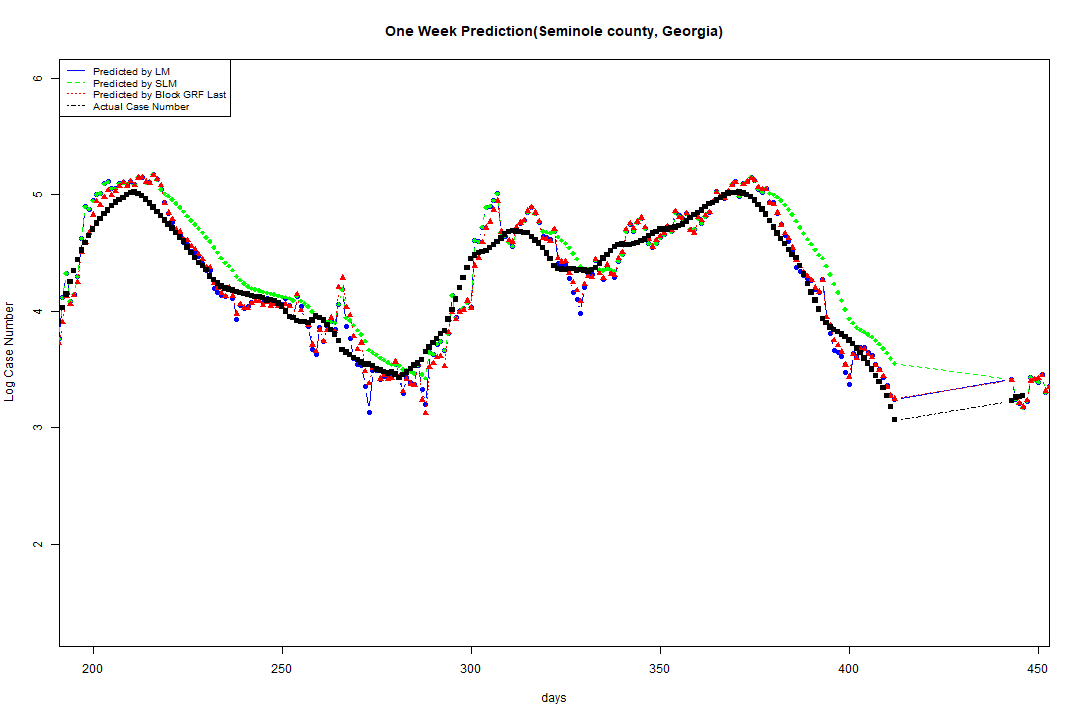 One Week Prediction(Seminole county, Georgia)
Predicted by LM
Predicted by SLM
Predicted by Block GRF Last
Actual Case Number
6
5
4
3
2
Log Case Number
200 250 300 350 400 450
days